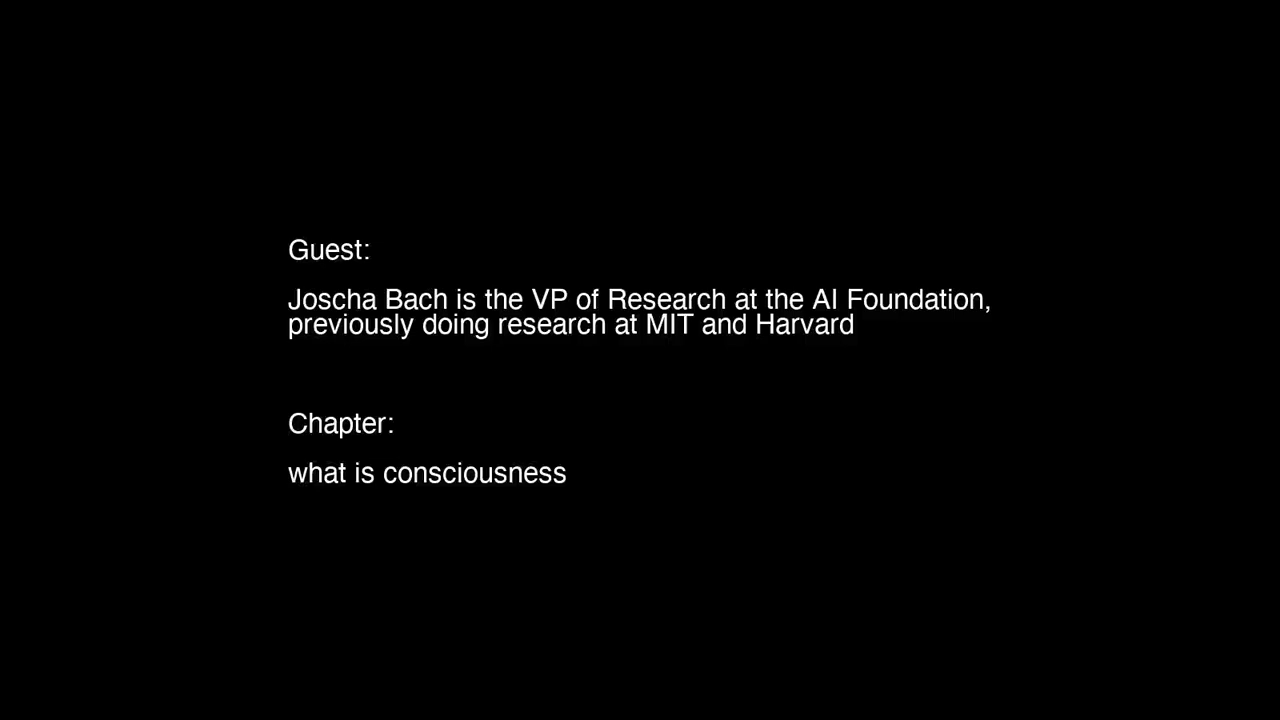 Guest:
Joscha Bach is the VP of Research at the AI Foundation,
previously doing research at MIT and Harvard
Chapter:
what is consciousness